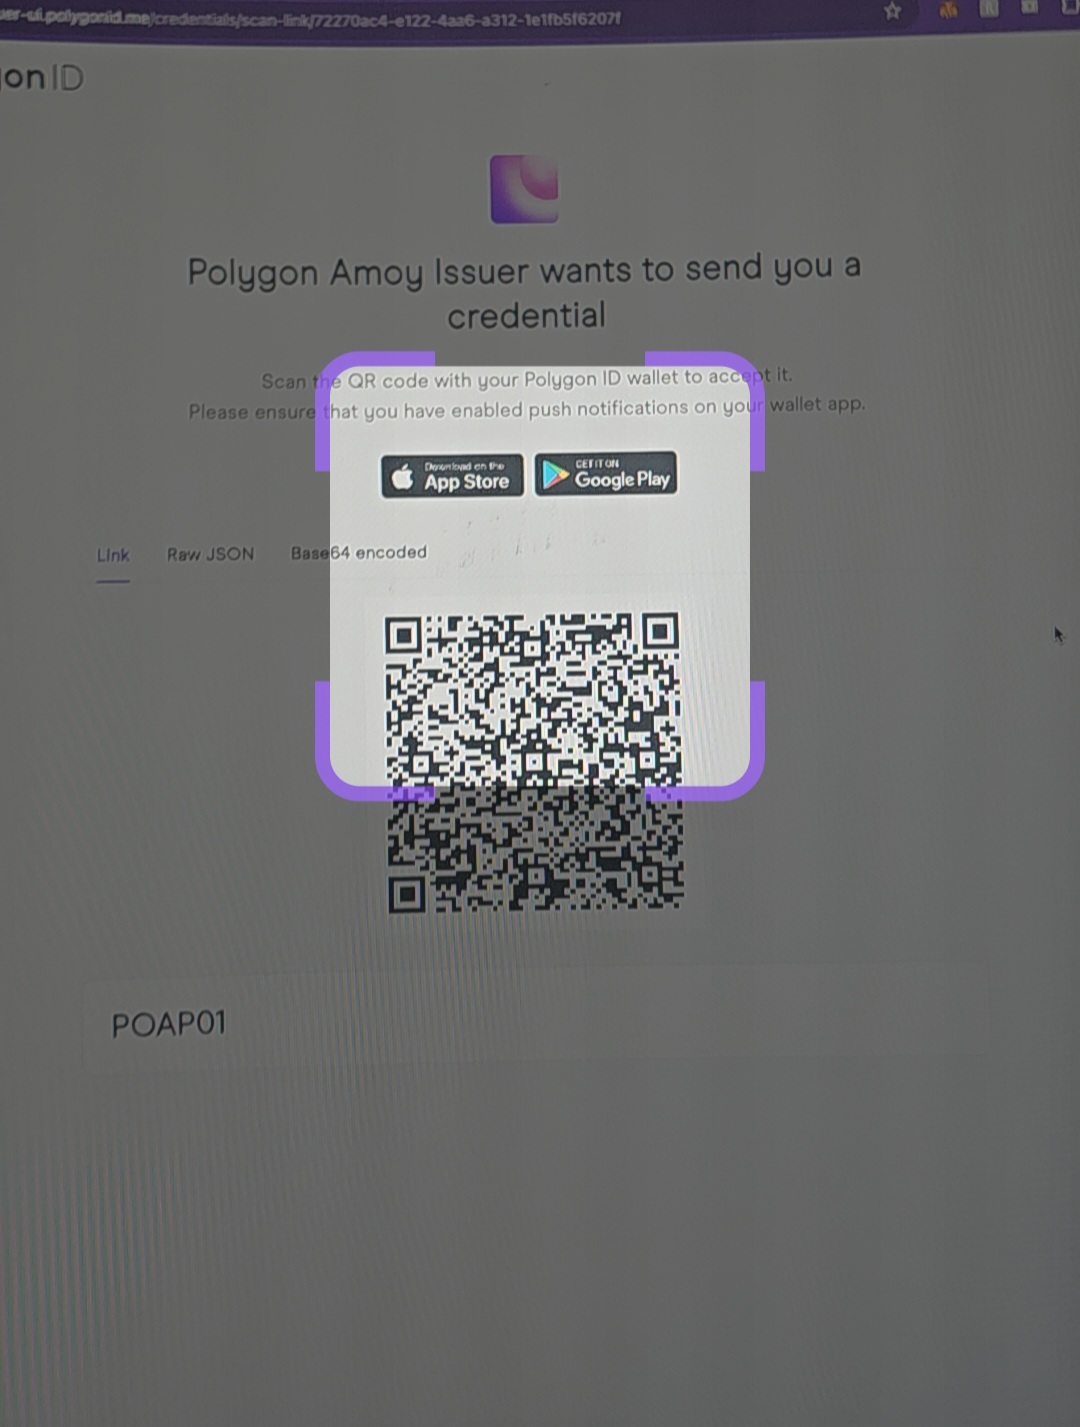 er-ui.polygonid.me/credentials/scan-link/72270ac4-e122-4aa6-a312-1e1fb5f6207f
on ID
Polygon Amoy Issuer wants to send you a
credential
Scan the QR code with your Polygon ID wallet to accept it.
Please ensure that you have enabled push notifications on your wallet app.
Download on the
App Store
GET IT ON
Google Play
Link Raw JSON Base64 encoded
POAP01